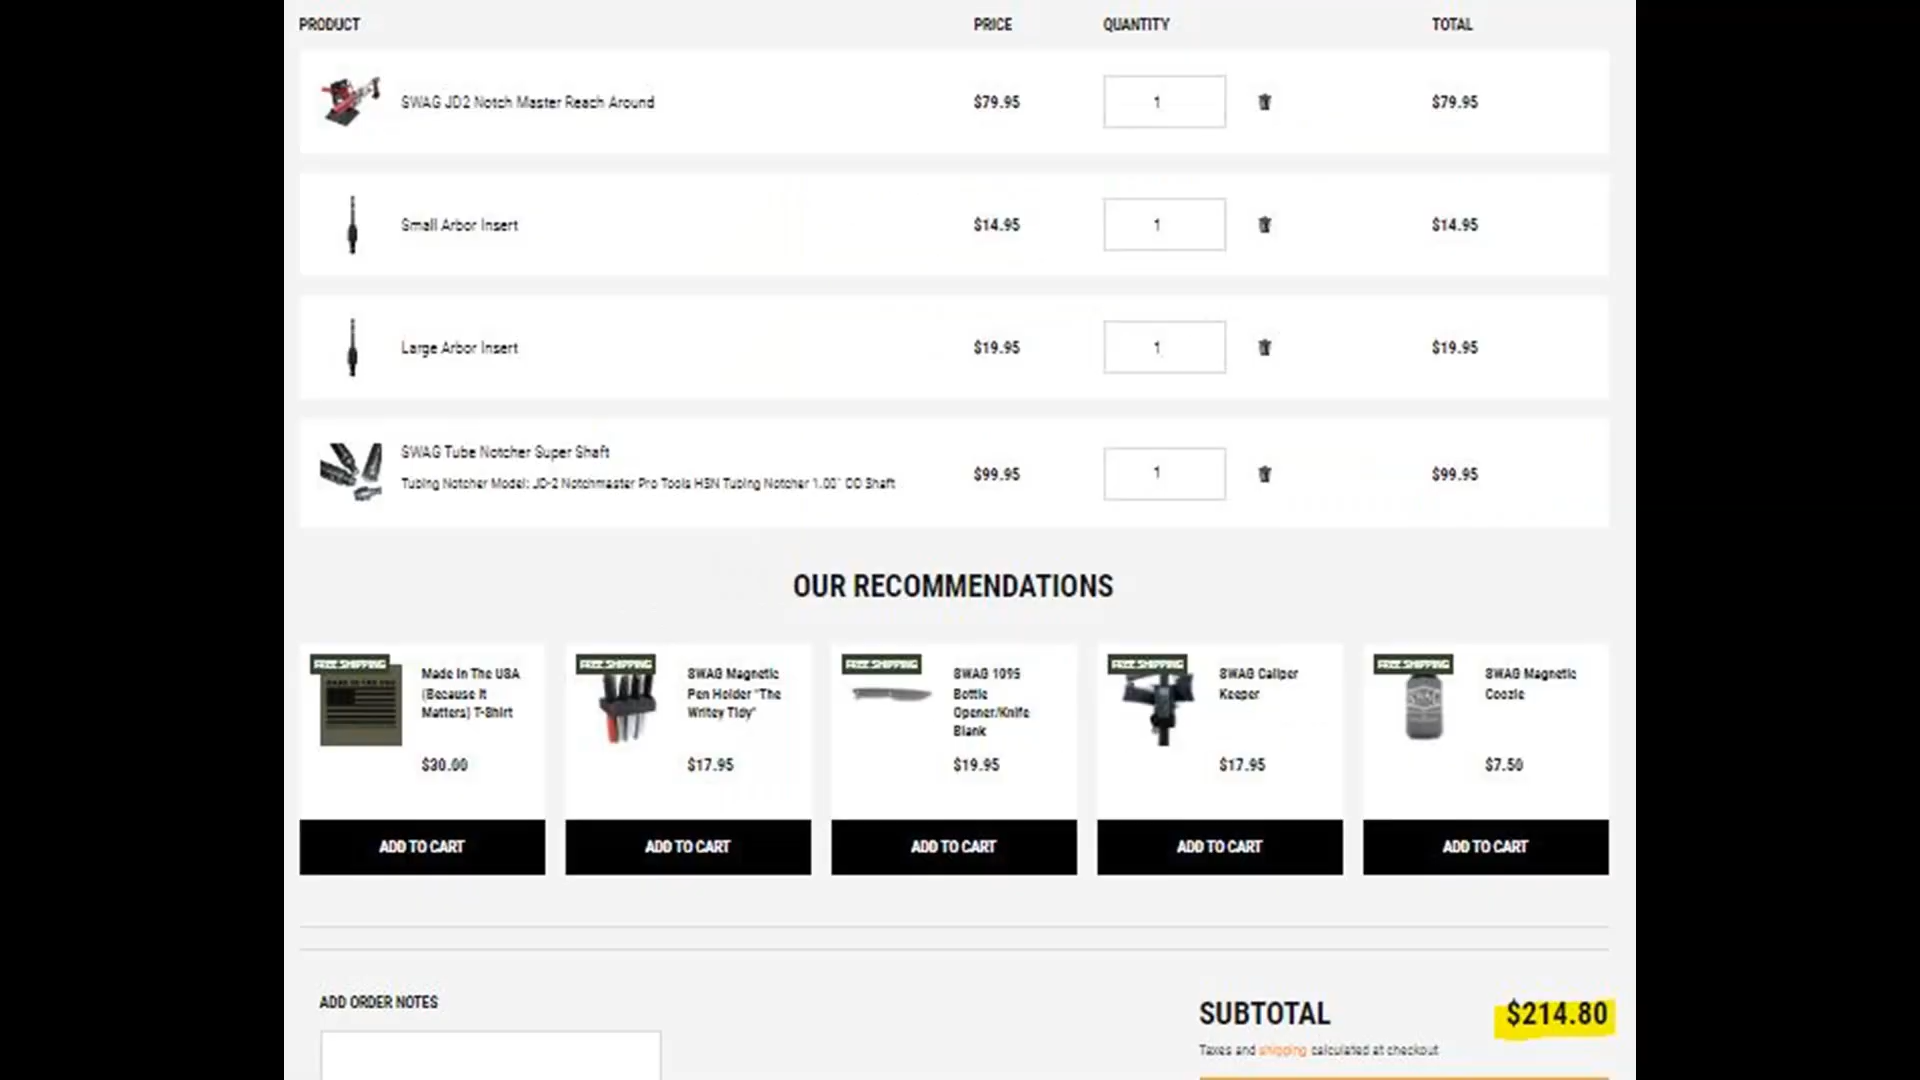 PRODUCT PRICE QUANTITY TOTAL
SWAG JD2 Notch Master Reach Around $79.95 1 $79.95
Small Arbor Insert $14.95 1 $14.95
Large Arbor Insert $19.95 1 $19.95
SWAG Tube Notcher Super Shaft
Tubing Notcher Model: JD-2 Notchmaster Pro Tools HSN Tubing Notcher 1.00" OD Shaft
$99.95 1 $99.95
OUR RECOMMENDATIONS
FREE SHIPPING
Made In The USA
(Because It
Matters) T-Shirt
$30.00
ADD TO CART
FREE SHIPPING
SWAG Magnetic
Pen Holder "The
Writey Tidy"
$17.95
ADD TO CART
FREE SHIPPING
SWAG 1095
Bottle
Opener/Knife
Blank
$19.95
ADD TO CART
FREE SHIPPING
SWAG Caliper
Keeper
$17.95
ADD TO CART
FREE SHIPPING
SWAG
SWAG Magnetic
Coozie
$7.50
ADD TO CART
ADD ORDER NOTES
SUBTOTAL $214.80
Taxes and shipping calculated at checkout